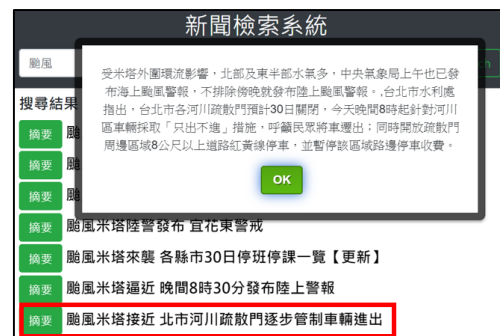 新聞檢索系統
颱風
ch
受米塔外圍環流影響，北部及東半部水氣多，中央氣象局上午也已發
布海上颱風警報，不排除傍晚就發布陸上颱風警報。,台北市水利處
指出，台北市各河川疏散門預計30日關閉，今天晚間8時起針對河川
區車輛採取「只出不進」措施，呼籲民眾將車遷出；同時開放疏散門
周邊區域8公尺以上道路紅黃線停車，並暫停該區域路邊停車收費。
OK
搜尋結果
摘要 颱
摘要 颱
摘要 颱
摘要 颱風米塔陸警發布 宜花東警戒
摘要 颱風米塔來襲 各縣市30日停班停課一覽【更新】
摘要 颱風米塔逼近 晚間8時30分發布陸上警報
摘要 颱風米塔接近 北市河川疏散門逐步管制車輛進出